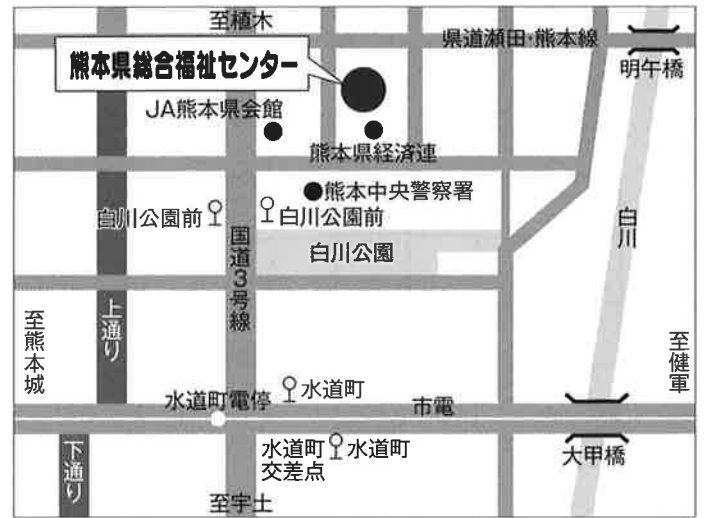 至植木
県道瀬田・熊本線
熊本県総合福祉センター
明午橋
JA熊本県会館
熊本県経済連
熊本中央警察署
白川公園前
白川公園前
白川
国道3号線
白川公園
上通り
至熊本城
至健軍
水道町
水道町電停
市電
下通り
水道町
交差点
水道町
大甲橋
至宇土